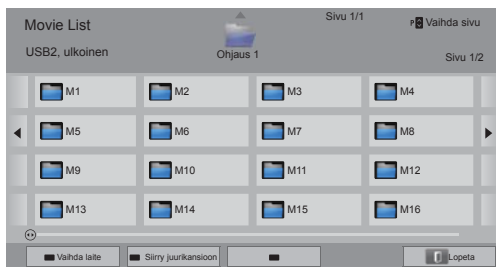 Movie List
Sivu 1/1
P Vaihda sivu
USB2, ulkoinen
Ohjaus 1
Sivu 1/2
M1 M2 M3 M4
M5 M6 M7 M8
M9 M10 M11 M12
M13 M14 M15 M16
Vaihda laite Siirry juurikansioon Lopeta